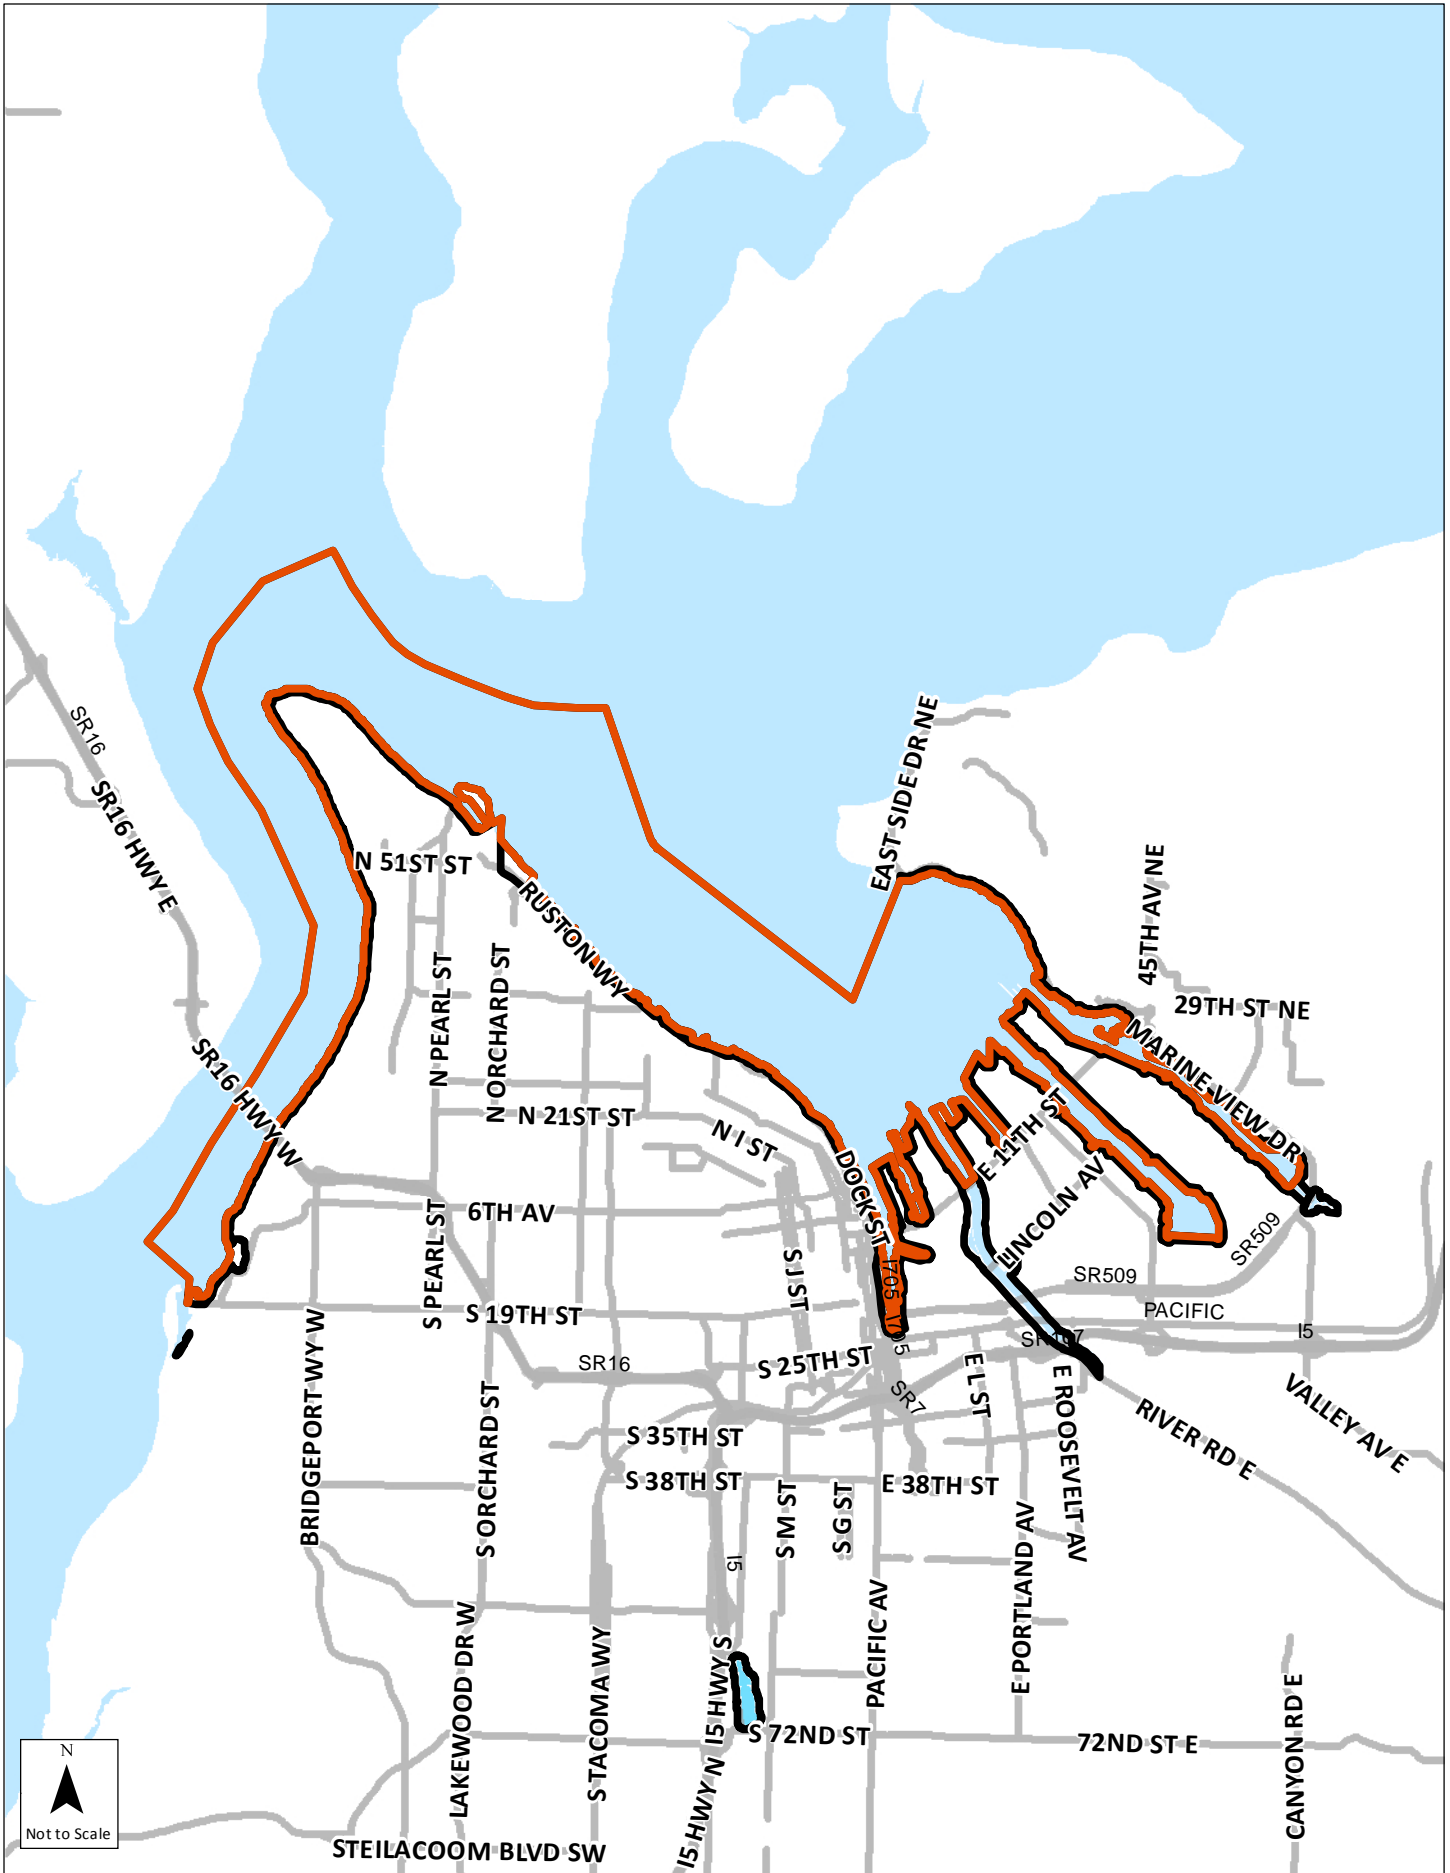 EAST SIDE DR NE
SR16
SR16 HWY E
N 51ST ST
RUSTON WY
45TH AV NE
29TH ST NE
N PEARL ST
N ORCHARD ST
MARINE VIEW DR
SR16 HWY W
N 21ST ST
N I ST
E 11TH ST
DOCK ST
LINCOLN AV
6TH AV
S PEARL ST
S J ST
I705
SR509
SR509
S 19TH ST
PACIFIC
I5
I705
SR167
SR16
S 25TH ST
SR7
E L ST
E ROOSEVELT AV
VALLEY AV E
RIVER RD E
BRIDGEPORT WY W
S ORCHARD ST
S 35TH ST
S 38TH ST
E 38TH ST
S M ST
S G ST
I5
E PORTLAND AV
PACIFIC AV
LAKEWOOD DR W
S TACOMA WY
I5 HWY S
S 72ND ST
72ND ST E
CANYON RD E
I5 HWY N
STEILACOOM BLVD SW
N
Not to Scale